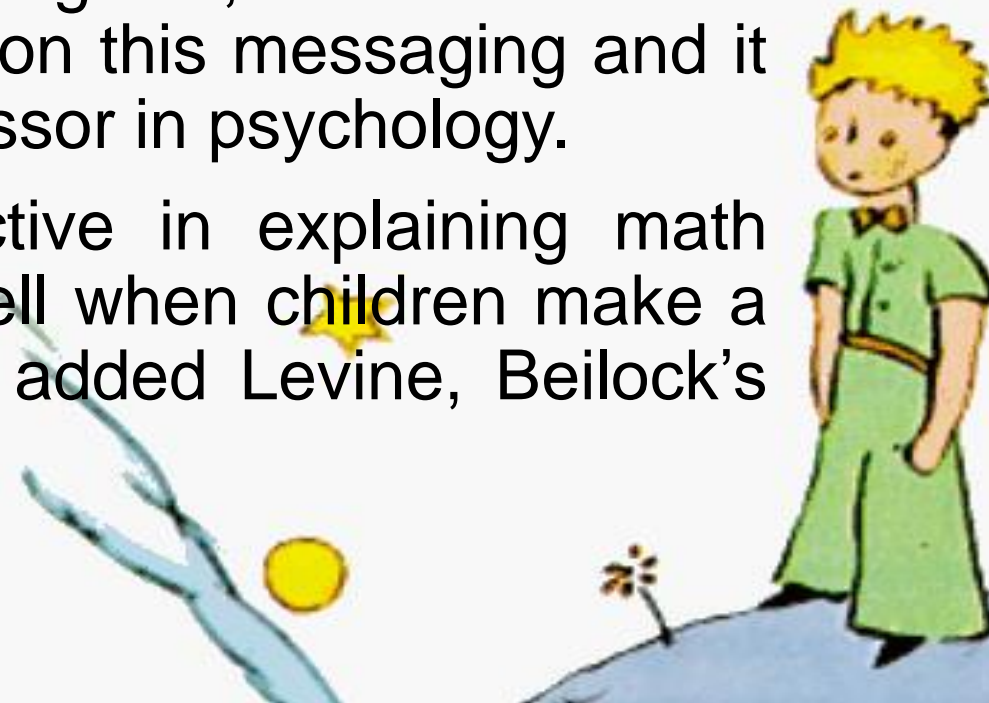 on this messaging and it
ssor in psychology.
ctive in explaining math
ell when children make a
added Levine, Beilock's